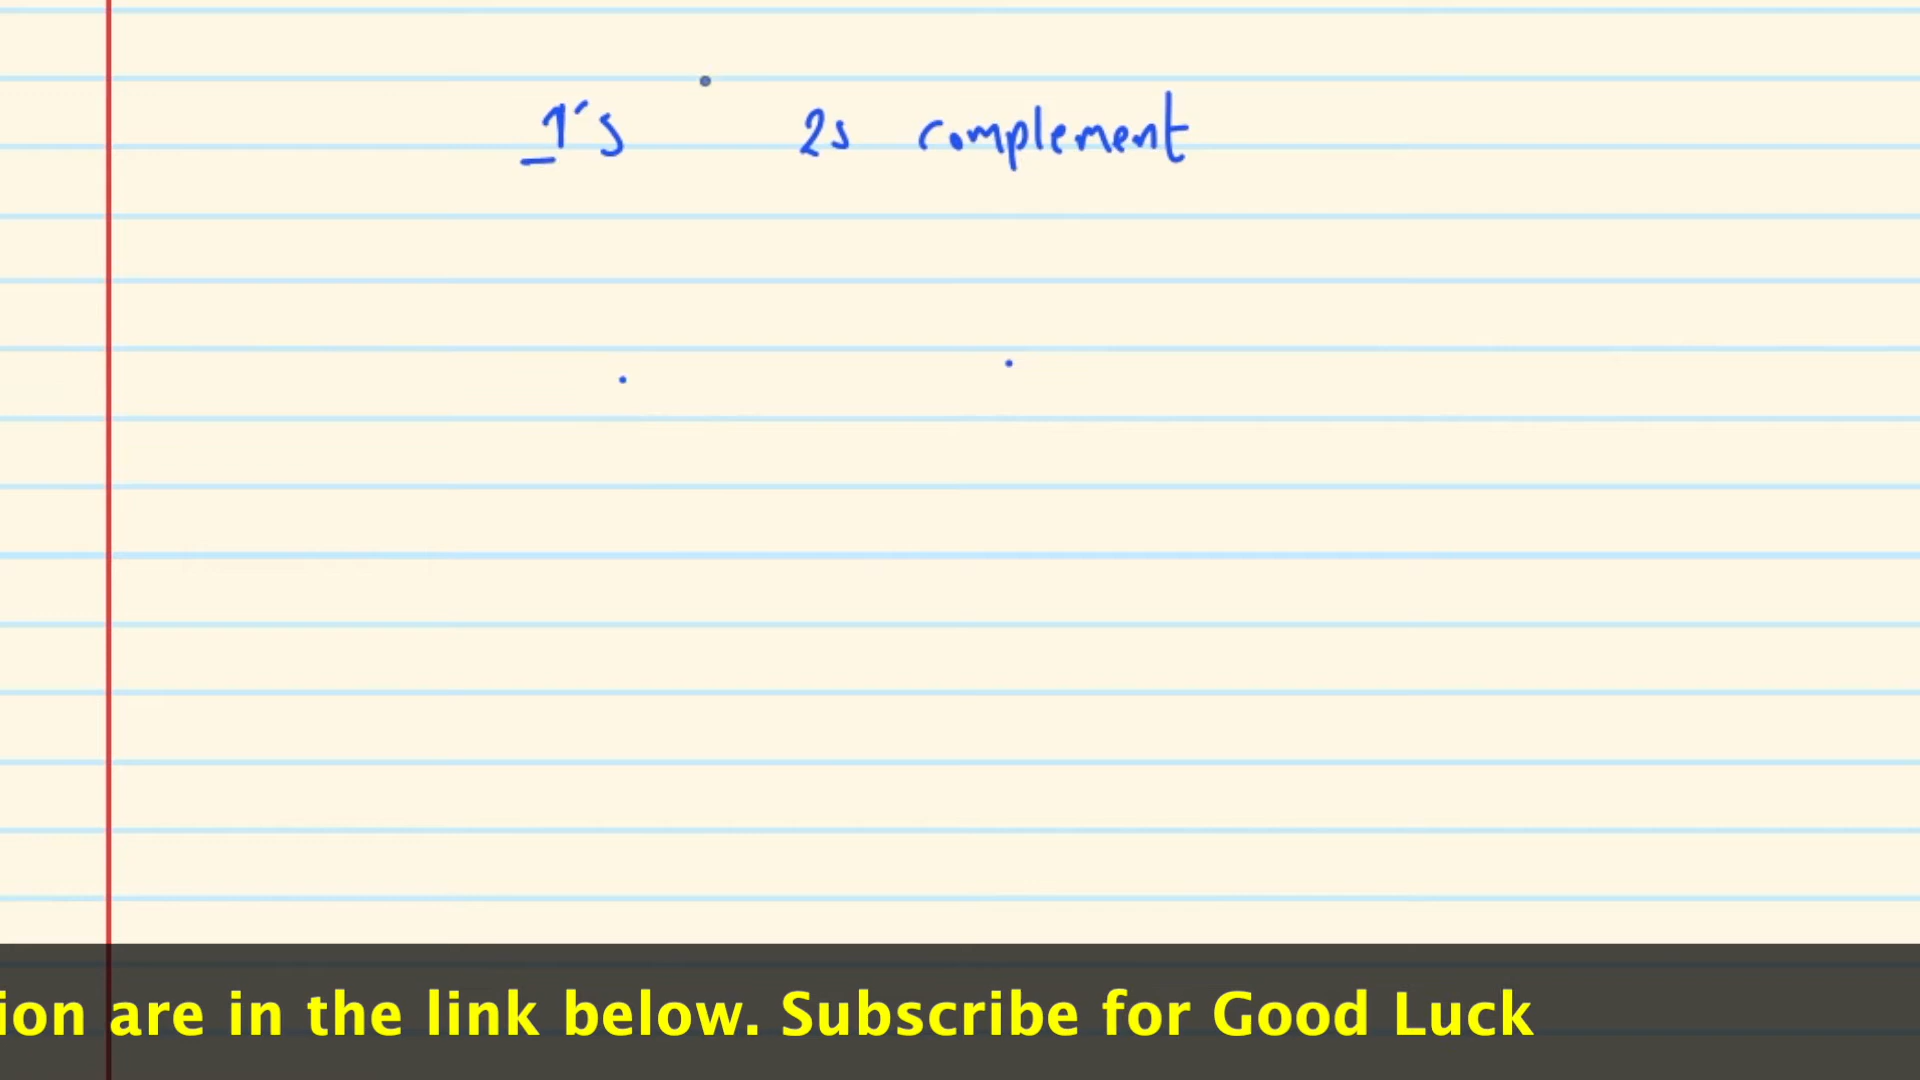 1's 2s complement
ion are in the link below. Subscribe for Good Luck